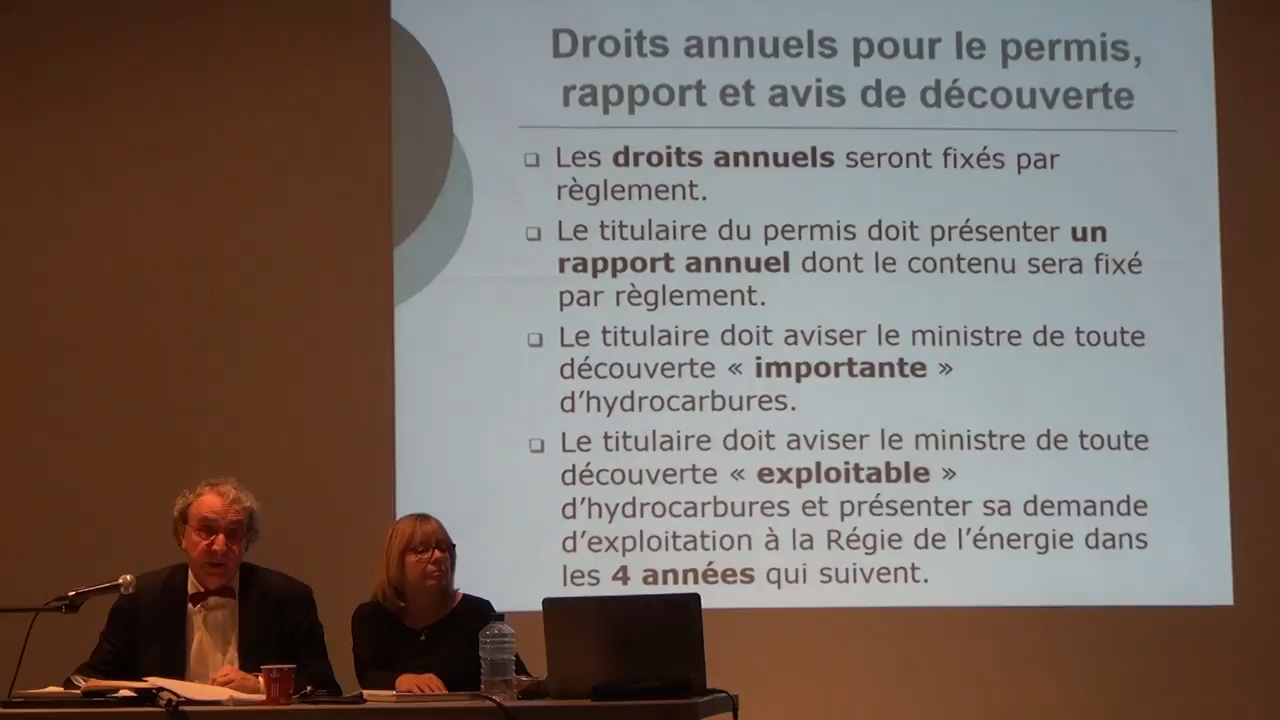 Droits annuels pour le permis,
rapport et avis de découverte
❑ Les droits annuels seront fixés par
règlement.
❑ Le titulaire du permis doit présenter un
rapport annuel dont le contenu sera fixé
par règlement.
❑ Le titulaire doit aviser le ministre de toute
découverte « importante »
d’hydrocarbures.
❑ Le titulaire doit aviser le ministre de toute
découverte « exploitable »
d’hydrocarbures et présenter sa demande
d’exploitation à la Régie de l’énergie dans
les 4 années qui suivent.